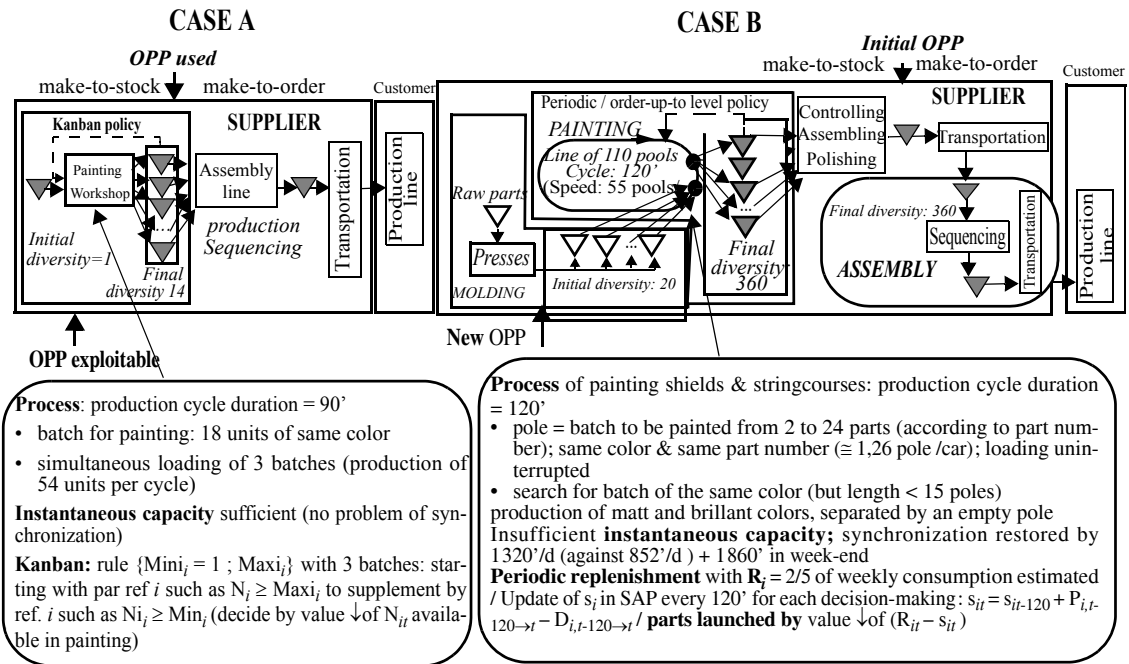 CASE A
OPP used
make-to-stock make-to-order
Customer
Kanban policy
SUPPLIER
Painting
Workshop
Assembly
line
production
Sequencing
Transportation
Production
line
Initial
diversity=1
Final
diversity 14
...
OPP exploitable
CASE B
Initial OPP
make-to-stock make-to-order
Customer
Periodic / order-up-to level policy
SUPPLIER
PAINTING
Line of 110 pools
Cycle: 120'
(Speed: 55 pools/
Controlling
Assembling
Polishing
Transportation
Raw parts
Presses
MOLDING
...
Initial diversity: 20
...
Final
diversity:
360
Final diversity: 360
Sequencing
ASSEMBLY
Transportation
Production
line
New OPP
Process: production cycle duration = 90'
• batch for painting: 18 units of same color
• simultaneous loading of 3 batches (production of
54 units per cycle)
Instantaneous capacity sufficient (no problem of syn-
chronization)
Kanban: rule {Mini_i = 1 ; Maxi_i} with 3 batches: star-
ting with par ref i such as N_i ≥ Maxi_i to supplement by
ref. i such as Ni_i ≥ Min_i (decide by value ↓of N_it availa-
ble in painting)
Process of painting shields & stringcourses: production cycle duration
= 120'
• pole = batch to be painted from 2 to 24 parts (according to part num-
ber); same color & same part number (≅ 1,26 pole /car); loading unin-
terrupted
• search for batch of the same color (but length < 15 poles)
production of matt and brillant colors, separated by an empty pole
Insufficient instantaneous capacity; synchronization restored by
1320'/d (against 852'/d ) + 1860' in week-end
Periodic replenishment with R_i = 2/5 of weekly consumption estimated
/ Update of s_i in SAP every 120' for each decision-making: s_it = s_it-120 + P_i,t-
120→t – D_i,t-120→t / parts launched by value ↓of (R_it – s_it )